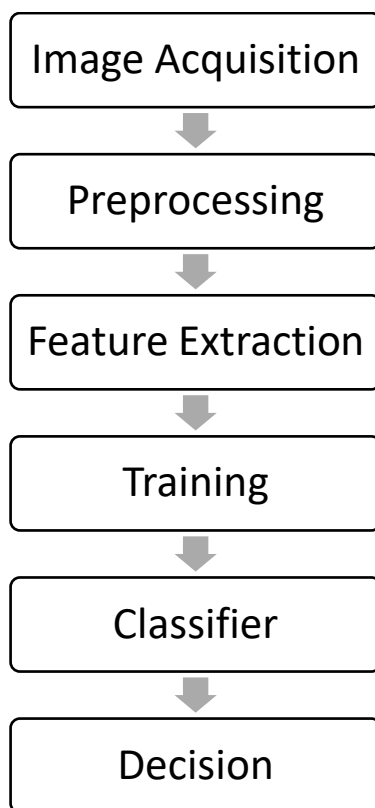 Image Acquisition
Preprocessing
Feature Extraction
Training
Classifier
Decision